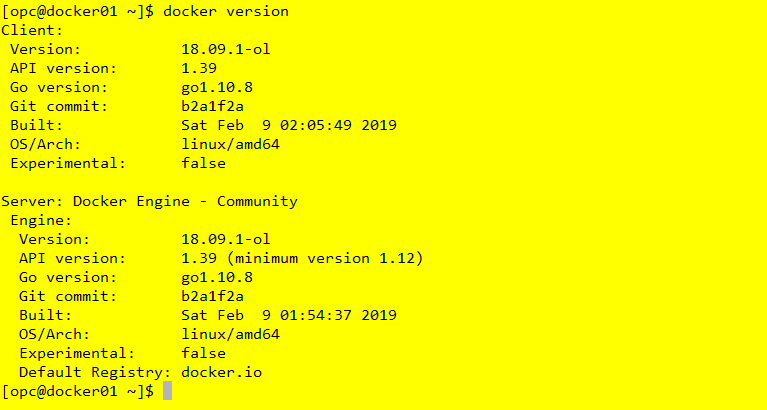 [opc@docker01 ~]$ docker version
Client:
 Version:           18.09.1-ol
 API version:       1.39
 Go version:        go1.10.8
 Git commit:        b2a1f2a
 Built:             Sat Feb  9 02:05:49 2019
 OS/Arch:           linux/amd64
 Experimental:      false

Server: Docker Engine - Community
 Engine:
  Version:          18.09.1-ol
  API version:      1.39 (minimum version 1.12)
  Go version:       go1.10.8
  Git commit:       b2a1f2a
  Built:            Sat Feb  9 01:54:37 2019
  OS/Arch:          linux/amd64
  Experimental:     false
  Default Registry: docker.io
[opc@docker01 ~]$